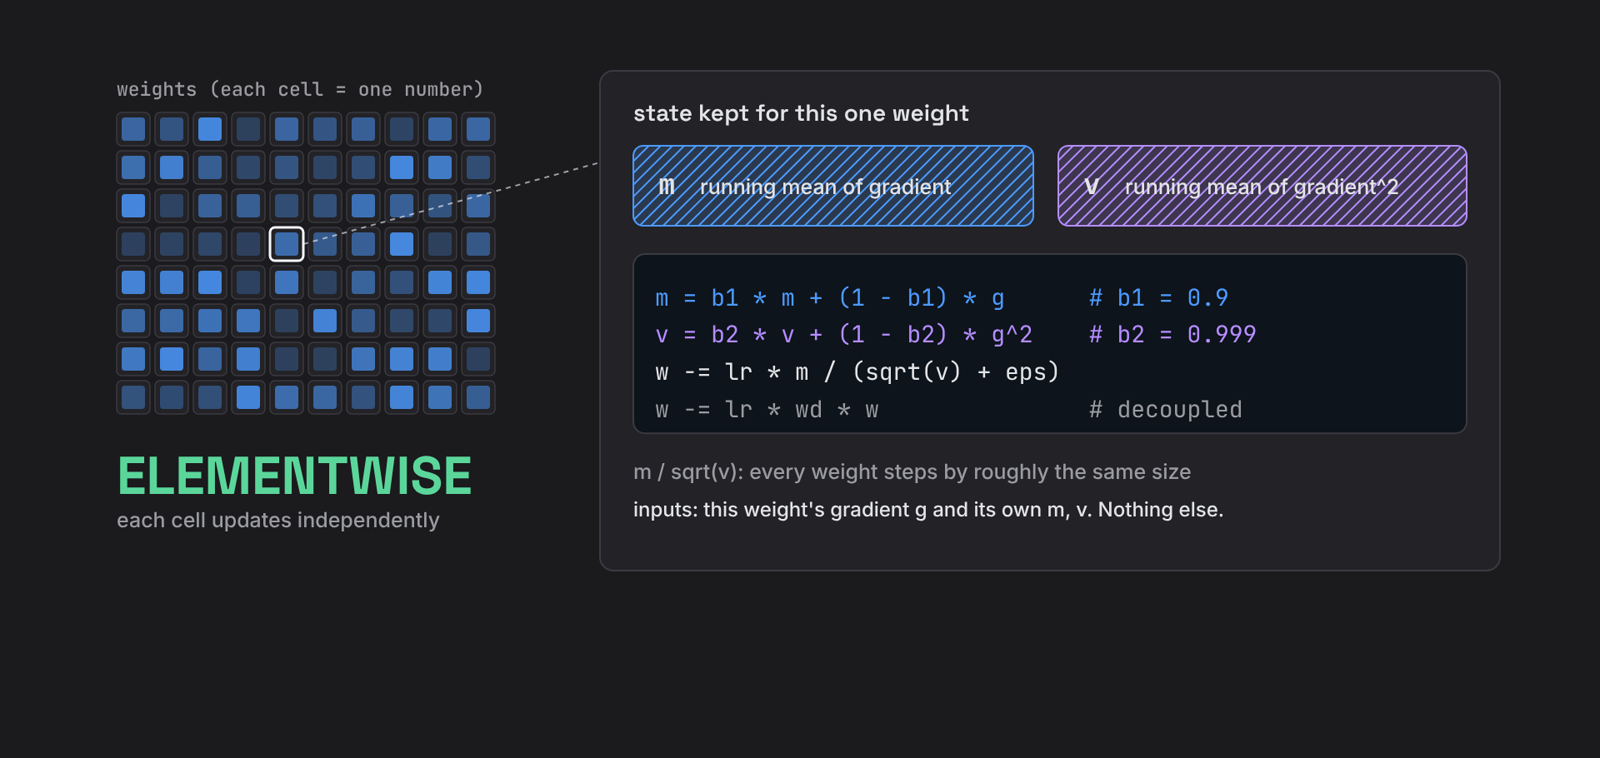 weights (each cell = one number)
ELEMENTWISE
each cell updates independently
state kept for this one weight
m running mean of gradient
v running mean of gradient^2
m = b1 * m + (1 - b1) * g # b1 = 0.9
v = b2 * v + (1 - b2) * g^2 # b2 = 0.999
w -= lr * m / (sqrt(v) + eps)
w -= lr * wd * w # decoupled
m / sqrt(v): every weight steps by roughly the same size
inputs: this weight's gradient g and its own m, v. Nothing else.